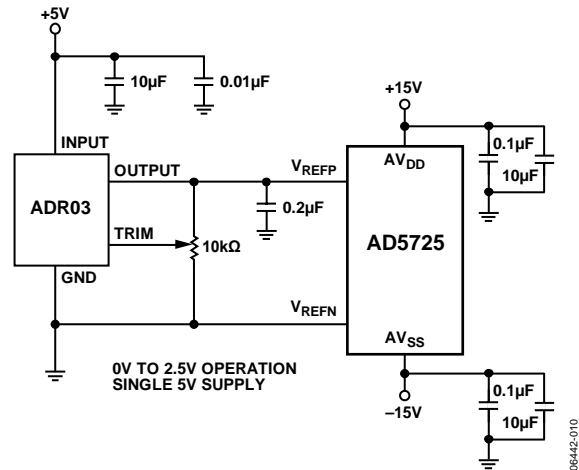 +5V
10µF
0.01µF
+15V
INPUT
OUTPUT
V_REFP
AV_DD
0.1µF
10µF
ADR03
0.2µF
TRIM
10kΩ
AD5725
GND
V_REFN
AV_SS
0V TO 2.5V OPERATION
SINGLE 5V SUPPLY
–15V
0.1µF
10µF
06442-010